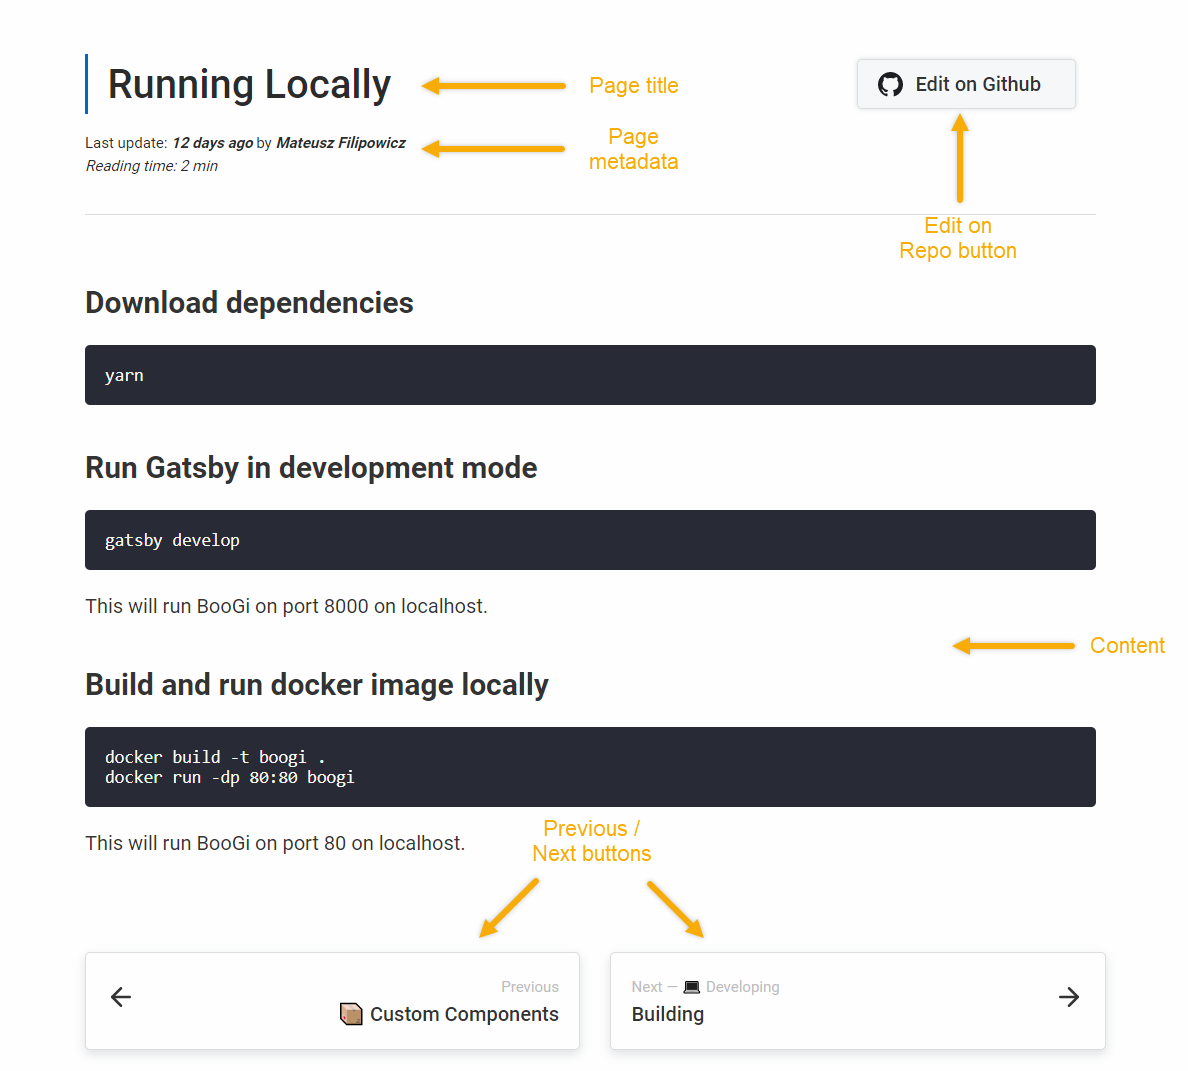 Running Locally
Page title
Edit on Github
Last update: 12 days ago by Mateusz Filipowicz
Reading time: 2 min
Page
metadata
Edit on
Repo button
Download dependencies
yarn
Run Gatsby in development mode
gatsby develop
This will run BooGi on port 8000 on localhost.
Content
Build and run docker image locally
docker build -t boogi .
docker run -dp 80:80 boogi
This will run BooGi on port 80 on localhost.
Previous /
Next buttons
Previous
Custom Components
Next — 💻 Developing
Building